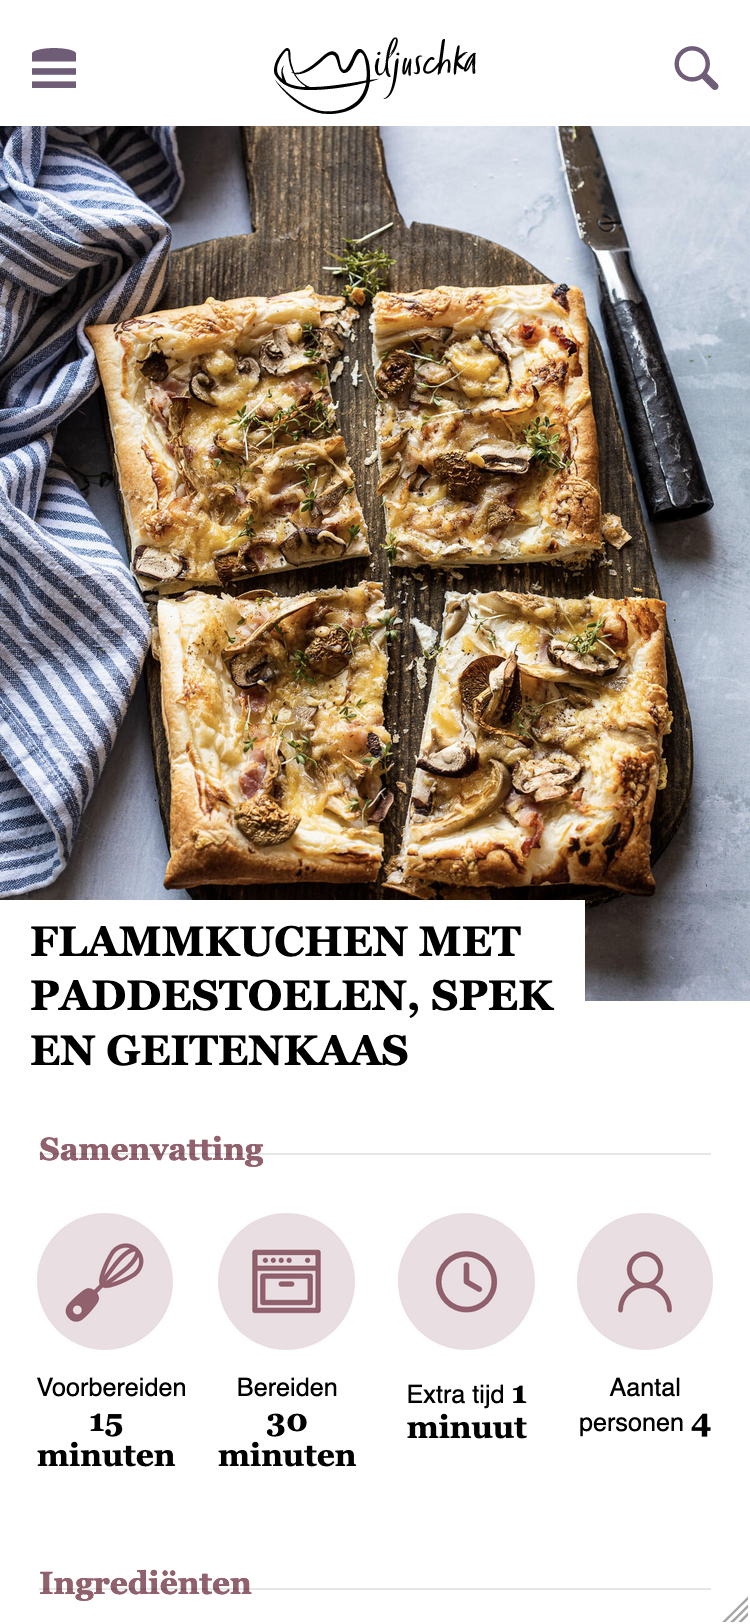 Miljuschka
FLAMMKUCHEN MET
PADDESTOELEN, SPEK
EN GEITENKAAS
Samenvatting
Voorbereiden
15
minuten
Bereiden
30
minuten
Extra tijd 1
minuut
Aantal
personen 4
Ingrediënten